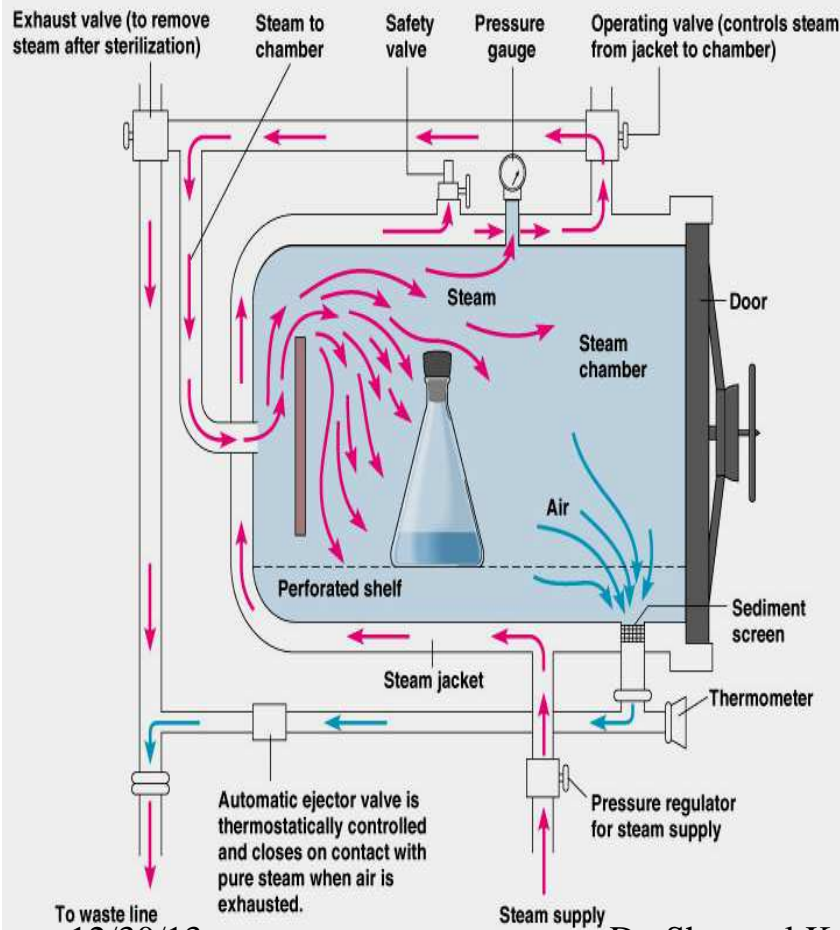 Exhaust valve (to remove
steam after sterilization)
Steam to
chamber
Safety
valve
Pressure
gauge
Operating valve (controls steam
from jacket to chamber)
Steam
Door
Steam
chamber
Air
Perforated shelf
Sediment
screen
Steam jacket
Thermometer
Automatic ejector valve is
thermostatically controlled
and closes on contact with
pure steam when air is
exhausted.
Pressure regulator
for steam supply
To waste line
Steam supply